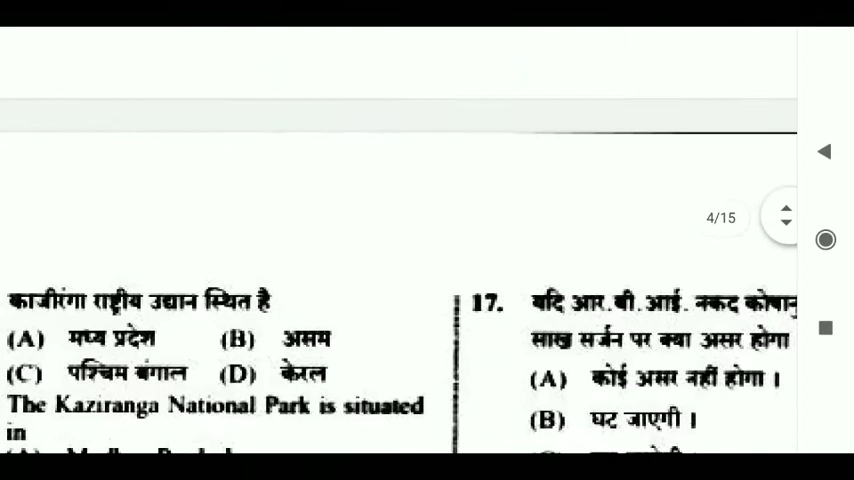 4/15
काजीरंगा राष्ट्रीय उद्यान स्थित है
(A) मध्य प्रदेश (B) असम
(C) पश्चिम बंगाल (D) केरल
The Kaziranga National Park is situated
in
17. यदि आर.बी.आई. नकद
साख सर्जन पर क्या असर होगा
(A) कोई असर नहीं होगा ।
(B) घट जाएगी ।